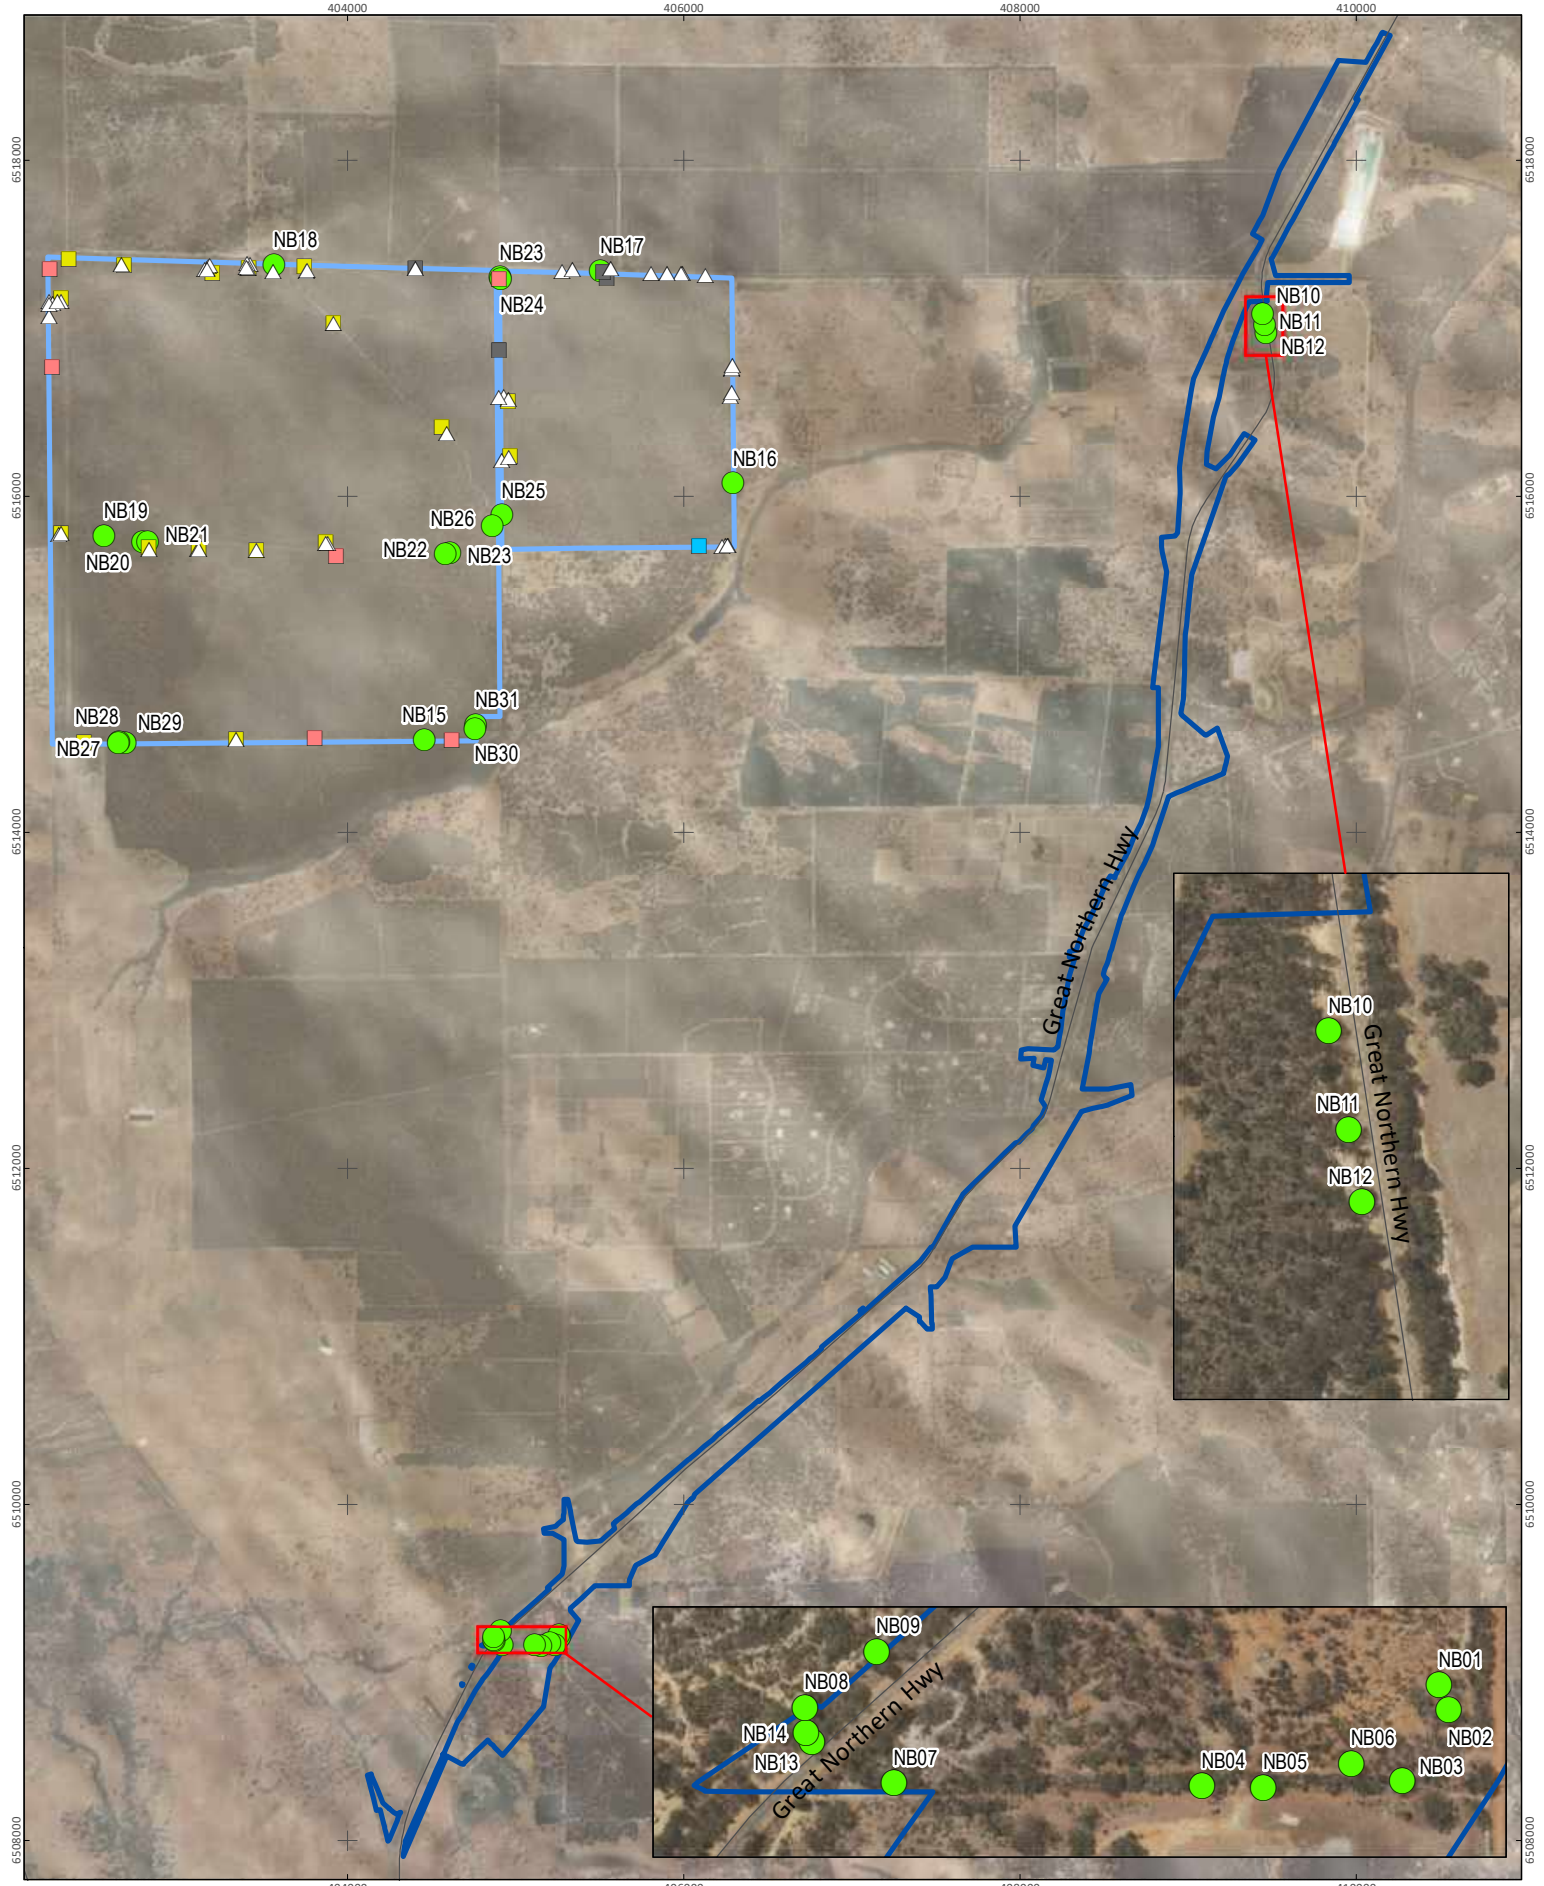 404000
406000
408000
410000
6518000
6518000
NB18
NB23
NB17
NB24
NB10
NB11
NB12
NB16
6516000
6516000
NB25
NB19
NB26
NB21
NB22
NB23
NB20
NB31
NB28
NB29
NB15
NB27
NB30
6514000
6514000
Great Northern Hwy
NB10
Great Northern Hwy
NB11
NB12
6512000
6512000
6510000
6510000
NB09
NB01
NB08
Great Northern Hwy
NB14
NB02
NB06
NB13
NB07
NB04
NB05
NB03
6508000
6508000